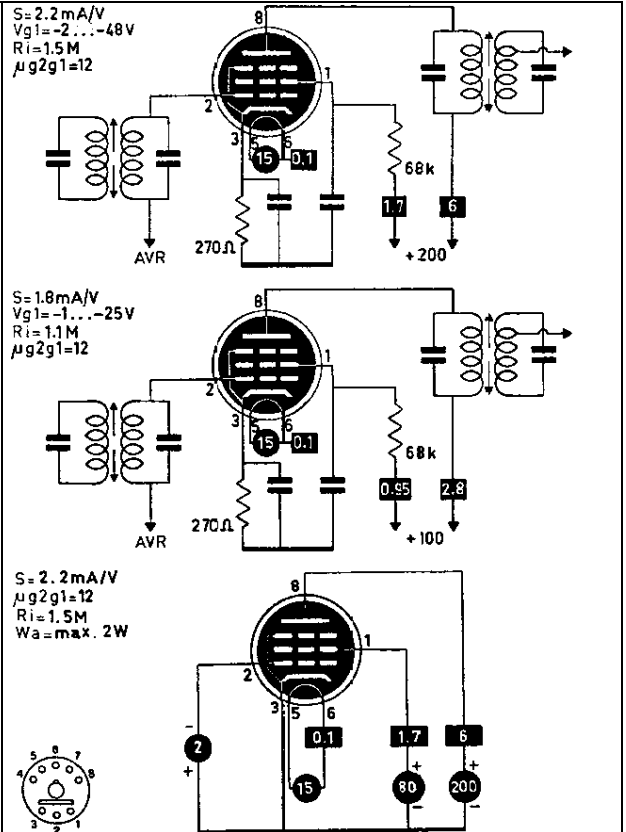 S=2.2mA/V
Vg1=-2...-48V
Ri=1.5M
μg2g1=12
8
2
1
3
5
6
15
0.1
68k
1.7
6
270Ω
AVR
+200
S=1.8mA/V
Vg1=-1...-25V
Ri=1.1M
μg2g1=12
8
2
1
3
5
6
15
0.1
68k
0.95
2.8
270Ω
AVR
+100
S=2.2mA/V
μg2g1=12
Ri=1.5M
Wa=max. 2W
8
1
2
3
5
6
-
2
+
0.1
1.7
6
15
+
80
-
+
200
-
5 6 7
4 8
3 2 1